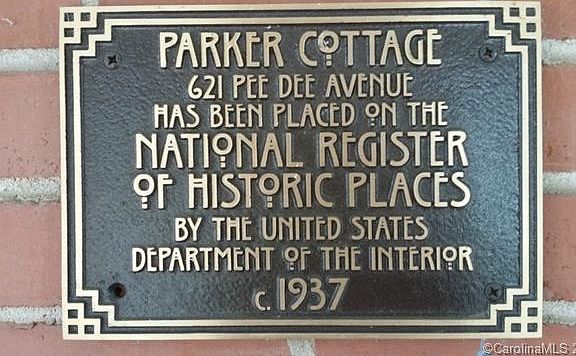 PARKER COTTAGE
621 PEE DEE AVENUE
HAS BEEN PLACED ON THE
NATIONAL REGISTER
OF HISTORIC PLACES
BY THE UNITED STATES
DEPARTMENT OF THE INTERIOR
C. 1937
©CarolinaMLS